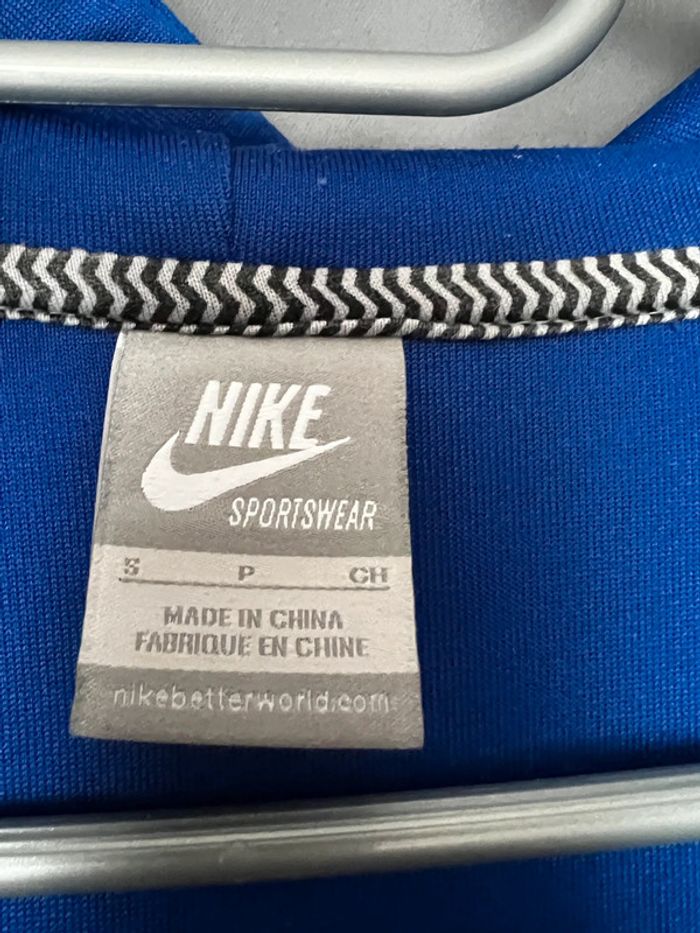 NIKE
SPORTSWEAR
S P CH
MADE IN CHINA
FABRIQUE EN CHINE
nikebetterworld.com